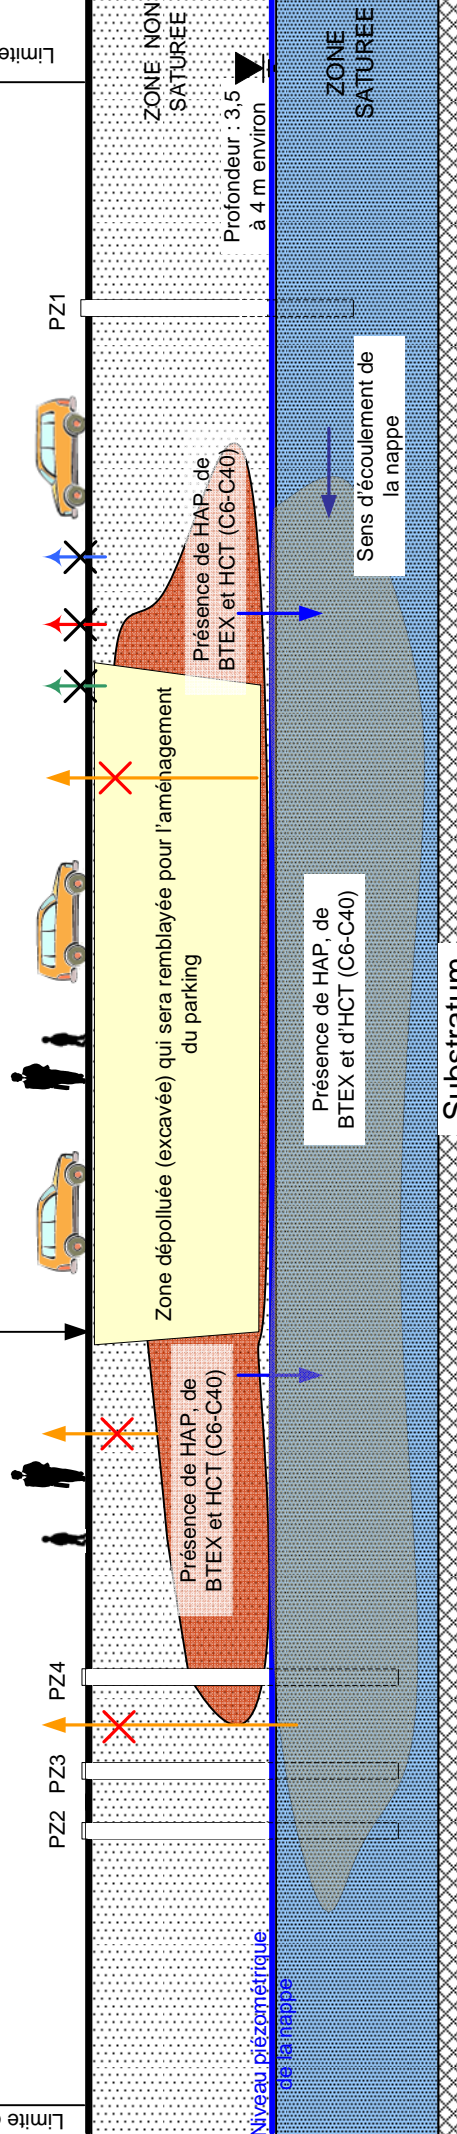 Limite
Limite
PZ2
PZ3
PZ4
PZ1
ZONE NON
SATUREE
Zone dépolluée (excavée) qui sera remblayée pour l'aménagement
du parking
Présence de HAP, de
BTEX et HCT (C6-C40)
Présence de HAP, de
BTEX et HCT (C6-C40)
Profondeur : 3,5
à 4 m environ
Niveau piézométrique
de la nappe
Présence de HAP, de
BTEX et d'HCT (C6-C40)
Sens d'écoulement de
la nappe
ZONE
SATUREE
Substratum